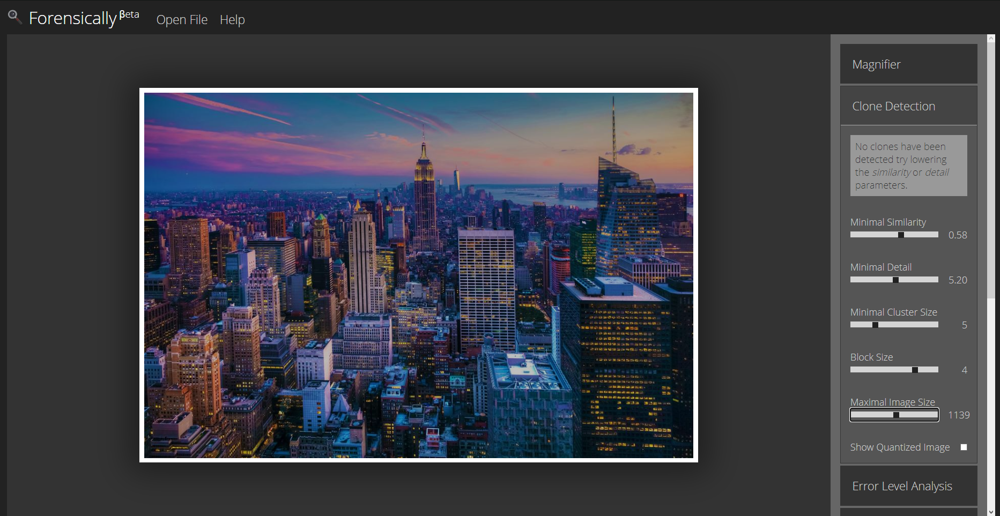 Forensically βeta
Open File
Help
Magnifier
Clone Detection
No clones have been
detected try lowering
the similarity or detail
parameters.
Minimal Similarity
0.58
Minimal Detail
5.20
Minimal Cluster Size
5
Block Size
4
Maximal Image Size
1139
Show Quantized Image
Error Level Analysis